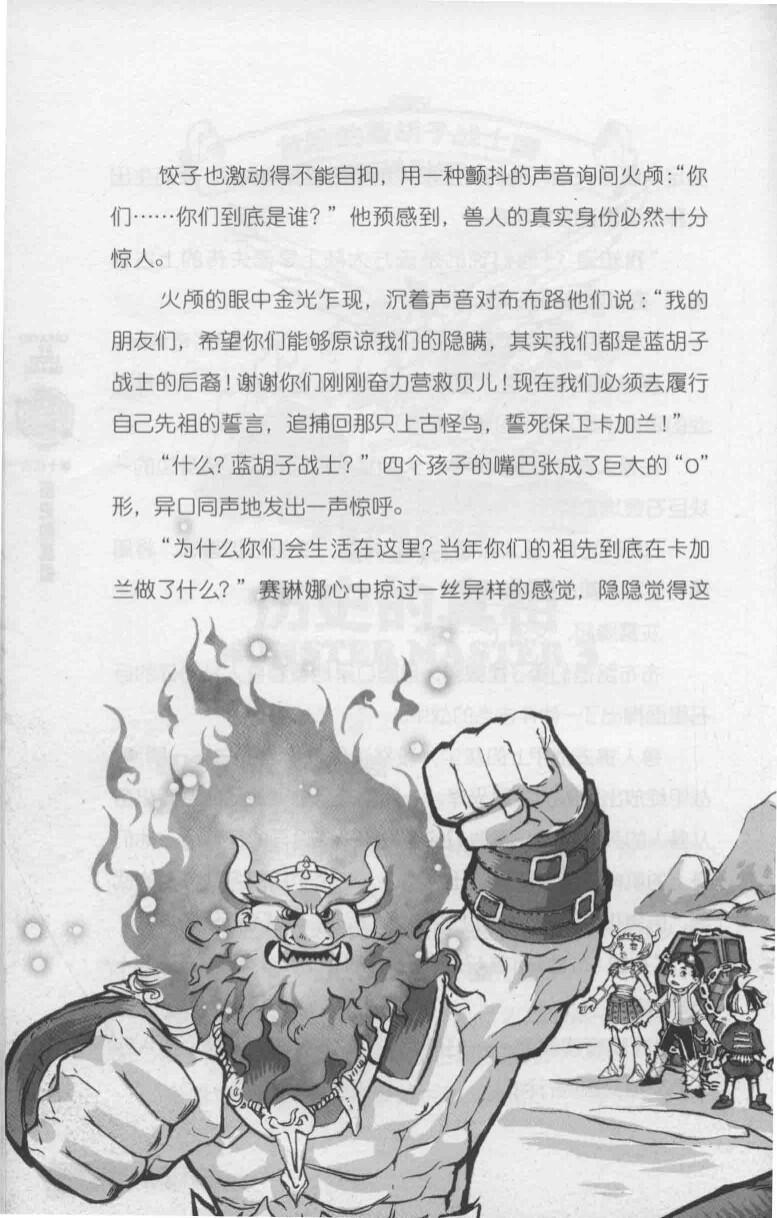 饺子也激动得不能自抑，用一种颤抖的声音询问火颅：“你
们……你们到底是谁？”他预感到，兽人的真实身份必然十分
惊人。
火颅的眼中金光乍现，沉着声音对布布路他们说：“我的
朋友们，希望你们能够原谅我们的隐瞒，其实我们都是蓝胡子
战士的后裔！谢谢你们刚刚奋力营救贝儿！现在我们必须去履行
自己先祖的誓言，追捕回那只上古怪鸟，誓死保卫卡加兰！”
“什么？蓝胡子战士？”四个孩子的嘴巴张成了巨大的“O”
形，异口同声地发出一声惊呼。
“为什么你们会生活在这里？当年你们的祖先到底在卡加
兰做了什么？”赛琳娜心中掠过一丝异样的感觉，隐隐觉得这